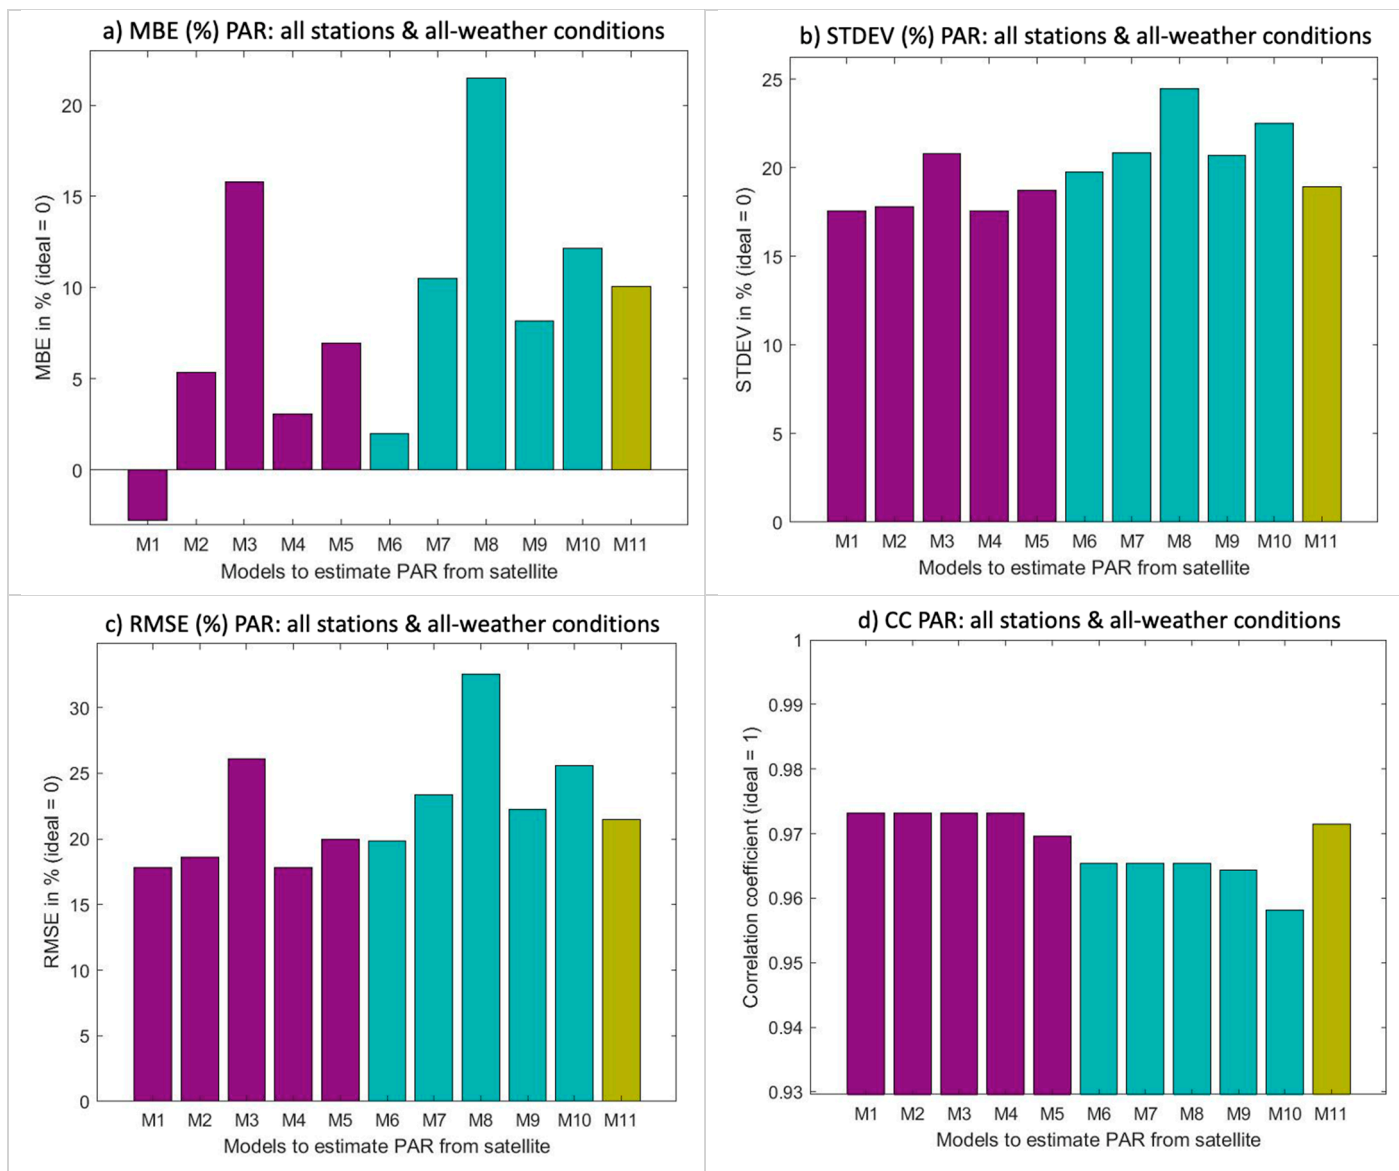 a) MBE (%) PAR: all stations & all-weather conditions
MBE in % (ideal = 0)
20
15
10
5
0
M1 M2 M3 M4 M5 M6 M7 M8 M9 M10 M11
Models to estimate PAR from satellite
b) STDEV (%) PAR: all stations & all-weather conditions
STDEV in % (ideal = 0)
25
20
15
10
5
0
M1 M2 M3 M4 M5 M6 M7 M8 M9 M10 M11
Models to estimate PAR from satellite
c) RMSE (%) PAR: all stations & all-weather conditions
RMSE in % (ideal = 0)
30
25
20
15
10
5
0
M1 M2 M3 M4 M5 M6 M7 M8 M9 M10 M11
Models to estimate PAR from satellite
d) CC PAR: all stations & all-weather conditions
Correlation coefficient (ideal = 1)
1
0.99
0.98
0.97
0.96
0.95
0.94
0.93
M1 M2 M3 M4 M5 M6 M7 M8 M9 M10 M11
Models to estimate PAR from satellite